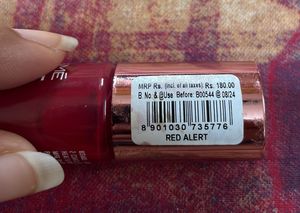 MRP Rs. (incl. of all taxes) Rs: 180.00
B. No & @Use Before: B00544 @ 08/24
8 901030 735776
RED ALERT